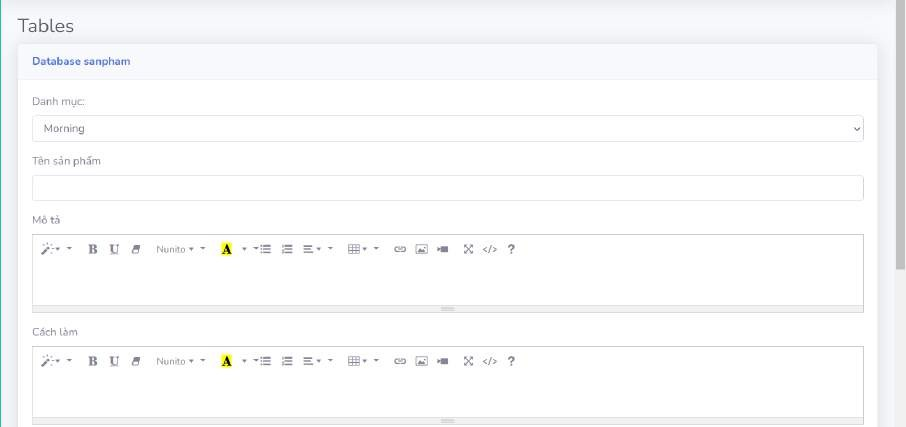 Tables
Database sanpham
Danh mục:
Morning
Tên sản phẩm
Mô tả
B U Nunito A </> ?
Cách làm
B U Nunito A </> ?